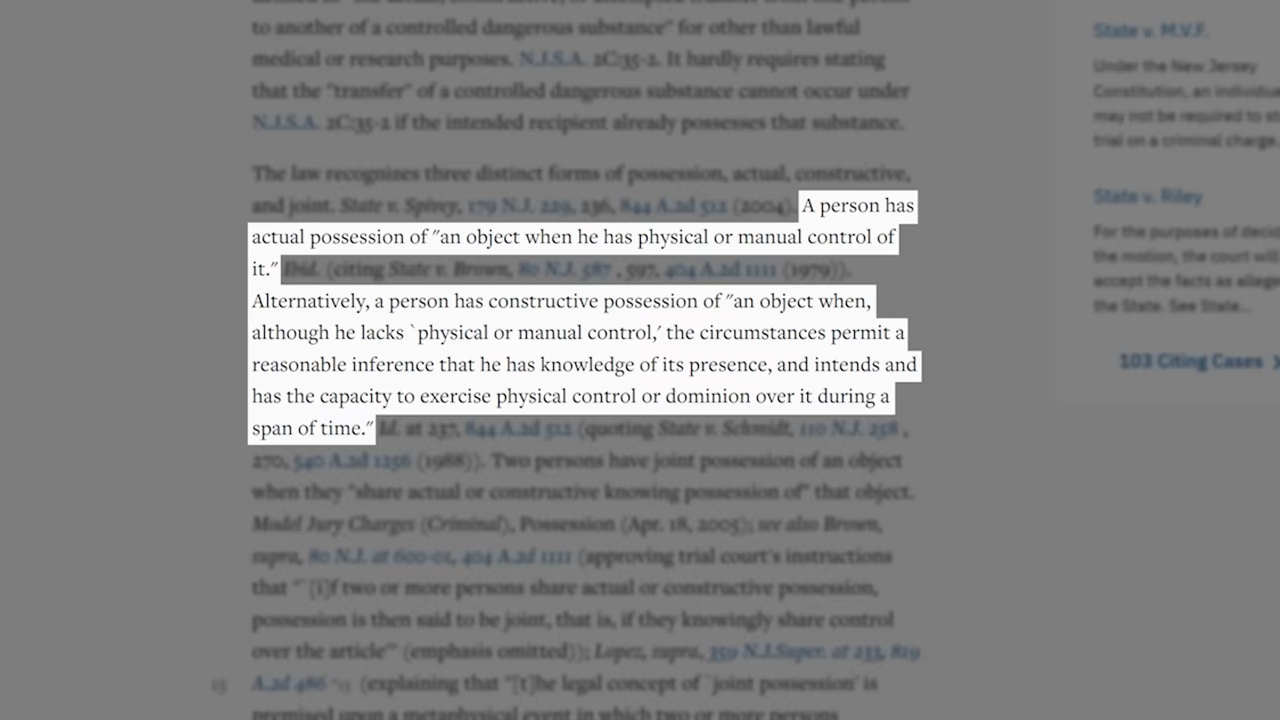 to another of a controlled dangerous substance" for other than lawful
medical or research purposes. N.J.S.A. 2C:35-2. It hardly requires stating
that the "transfer" of a controlled dangerous substance cannot occur under
N.J.S.A. 2C:35-2 if the intended recipient already possesses that substance.
The law recognizes three distinct forms of possession, actual, constructive,
and joint. State v. Spivey, 179 N.J. 229, 236, 844 A.2d 512 (2004). A person has
actual possession of "an object when he has physical or manual control of
it." Ibid. (citing State v. Brown, 80 N.J. 587 , 597, 404 A.2d 1111 (1979)).
Alternatively, a person has constructive possession of "an object when,
although he lacks `physical or manual control,' the circumstances permit a
reasonable inference that he has knowledge of its presence, and intends and
has the capacity to exercise physical control or dominion over it during a
span of time." Id. at 237, 844 A.2d 512 (quoting State v. Schmidt, 110 N.J. 258 ,
270, 540 A.2d 1256 (1988)). Two persons have joint possession of an object
when they "share actual or constructive knowing possession of" that object.
Model Jury Charges (Criminal), Possession (Apr. 18, 2005); see also Brown,
supra, 80 N.J. at 600-01, 404 A.2d 1111 (approving trial court's instructions
that "`[i]f two or more persons share actual or constructive possession,
possession is then said to be joint, that is, if they knowingly share control
over the article'" (emphasis omitted)); Lopez, supra, 359 N.J.Super. at 233, 819
15 A.2d 486 *15 (explaining that "[t]he legal concept of `joint possession' is
premised upon a metaphysical event in which two or more persons
State v. M.V.F.
Under the New Jersey
Constitution, an individua
may not be required to st
trial on a criminal charge
State v. Riley
For the purposes of decid
the motion, the court will
accept the facts as allege
the State. See State...
103 Citing Cases